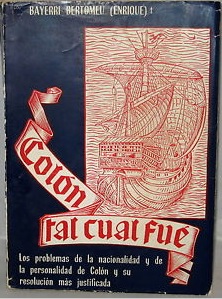 BAYERRI BERTOMEU (ENRIQUE)
Colón
tal cual fue
Los problemas de la nacionalidad y de
la personalidad de Colón y su
resolución más justificada